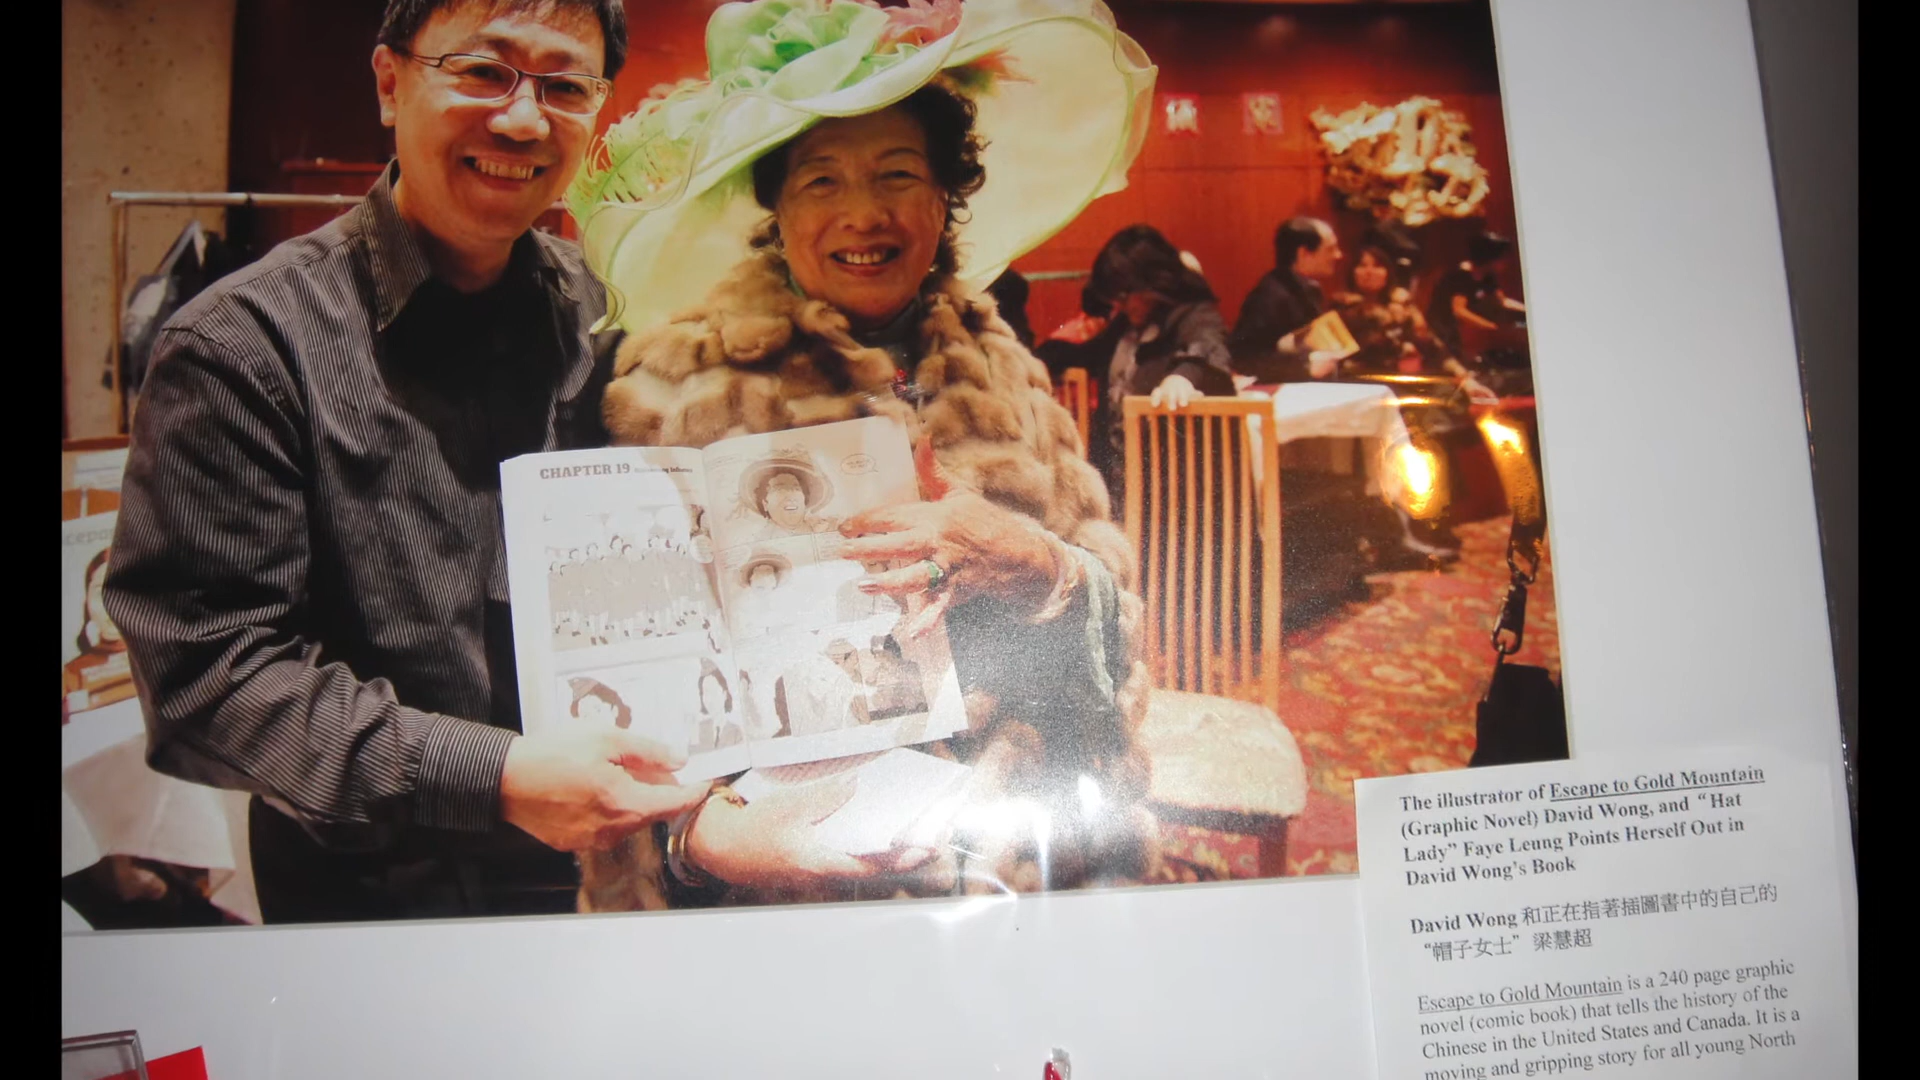 CHAPTER 19
The illustrator of Escape to Gold Mountain
(Graphic Novel) David Wong, and “Hat
Lady” Faye Leung Points Herself Out in
David Wong's Book
David Wong 和正在指著插圖書中的自己的
“帽子女士” 梁慧超
Escape to Gold Mountain is a 240 page graphic
novel (comic book) that tells the history of the
Chinese in the United States and Canada. It is a
moving and gripping story for all young North